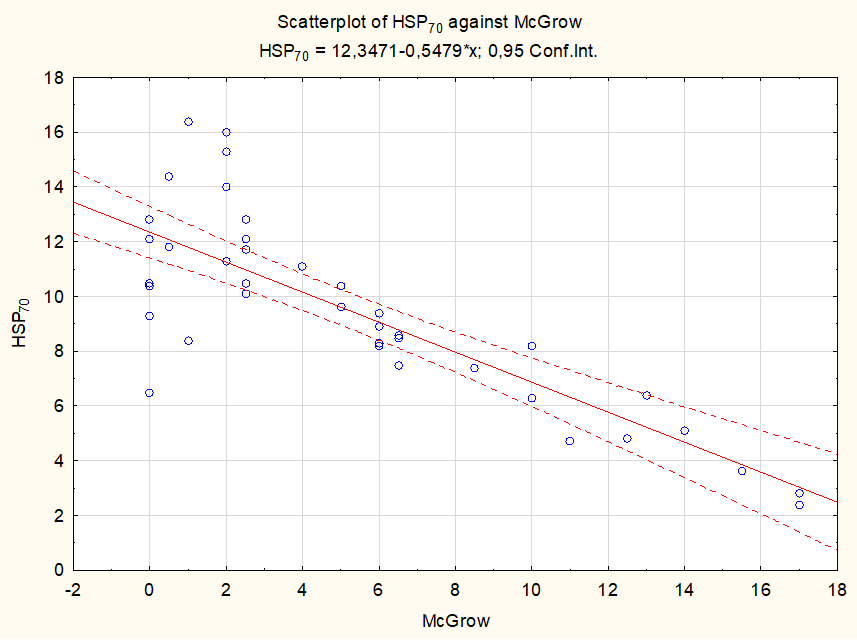 Scatterplot of HSP70 against McGrow
HSP70 = 12,3471-0,5479*x; 0,95 Conf.Int.
18
16
14
12
10
8
6
4
2
0
HSP70
-2 0 2 4 6 8 10 12 14 16 18
McGrow